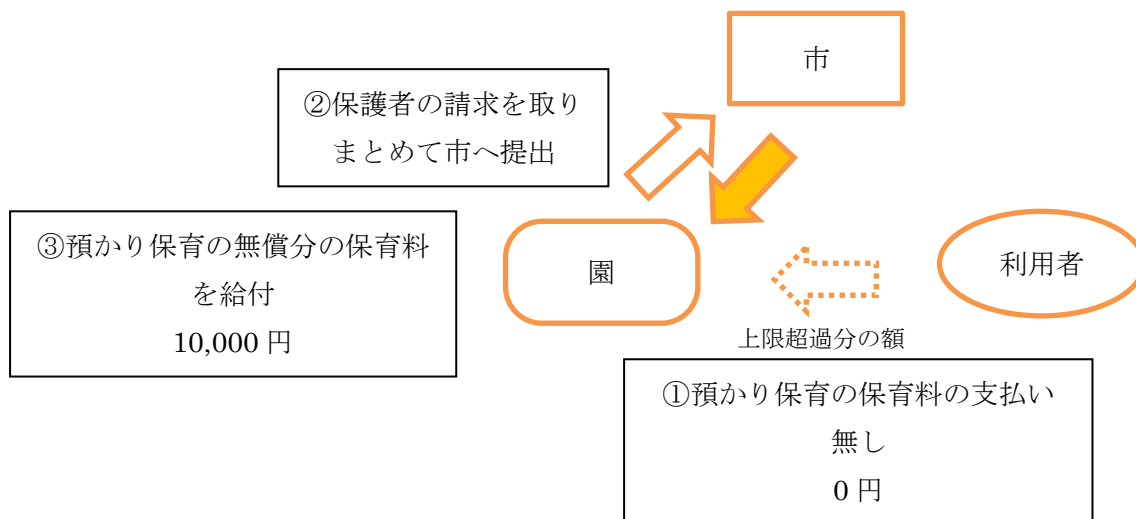 市
②保護者の請求を取り
まとめて市へ提出
③預かり保育の無償分の保育料
を給付
10,000 円
園
利用者
上限超過分の額
①預かり保育の保育料の支払い
無し
0 円